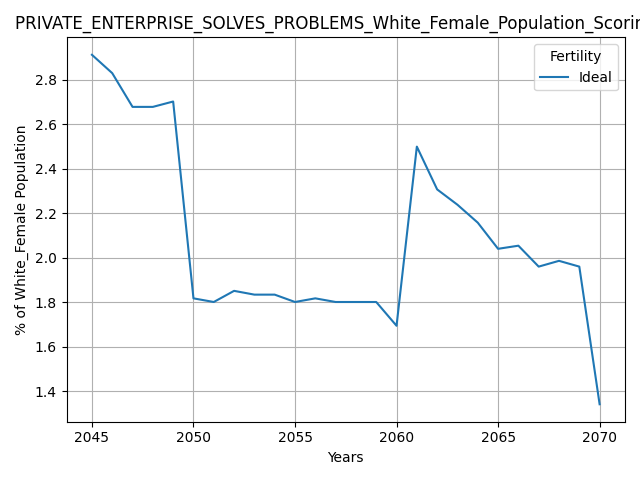 PRIVATE_ENTERPRISE_SOLVES_PROBLEMS_White_Female_Population_Scorin
Fertility
Ideal
% of White_Female Population
2.8
2.6
2.4
2.2
2.0
1.8
1.6
1.4
2045
2050
2055
2060
2065
2070
Years